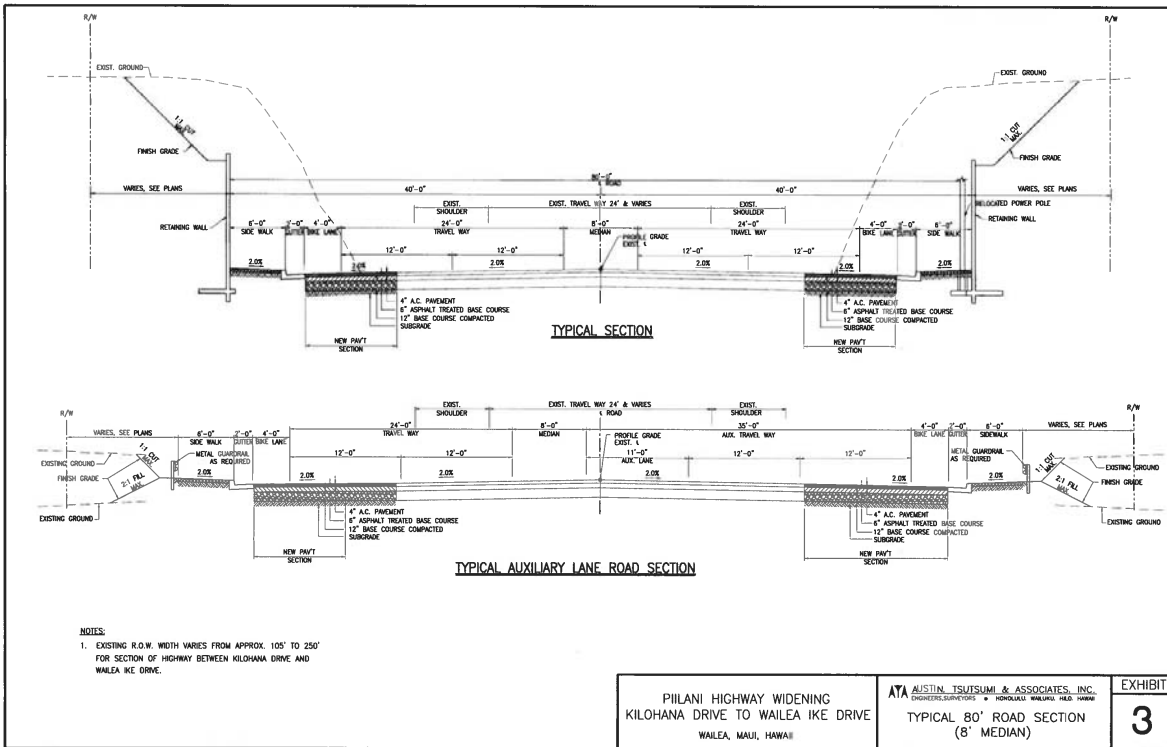 R/W
R/W
EXIST. GROUND
EXIST. GROUND
1:1 CUT
MAX.
1:1 CUT
MAX.
FINISH GRADE
FINISH GRADE
80'-0"
℄ ROAD
VARIES, SEE PLANS
40'-0"
40'-0"
VARIES, SEE PLANS
RELOCATED POWER POLE
EXIST.
SHOULDER
EXIST. TRAVEL WAY 24' & VARIES
EXIST.
SHOULDER
RETAINING WALL
RETAINING WALL
6'-0"
SIDE WALK
2'-0"
GUTTER
4'-0"
BIKE LANE
24'-0"
TRAVEL WAY
8'-0"
MEDIAN
24'-0"
TRAVEL WAY
4'-0"
BIKE LANE
2'-0"
GUTTER
6'-0"
SIDE WALK
PROFILE GRADE
EXIST. ℄
12'-0"
12'-0"
12'-0"
12'-0"
2.0%
2.0%
2.0%
2.0%
2.0%
2.0%
4" A.C. PAVEMENT
6" ASPHALT TREATED BASE COURSE
12" BASE COURSE COMPACTED
SUBGRADE
4" A.C. PAVEMENT
6" ASPHALT TREATED BASE COURSE
12" BASE COURSE COMPACTED
SUBGRADE
NEW PAV'T
SECTION
NEW PAV'T
SECTION
TYPICAL SECTION
R/W
R/W
EXIST.
SHOULDER
EXIST. TRAVEL WAY 24' & VARIES
℄ ROAD
EXIST.
SHOULDER
VARIES, SEE PLANS
6'-0"
SIDE WALK
2'-0"
GUTTER
4'-0"
BIKE LANE
24'-0"
TRAVEL WAY
8'-0"
MEDIAN
35'-0"
AUX. TRAVEL WAY
4'-0"
BIKE LANE
2'-0"
GUTTER
6'-0"
SIDEWALK
VARIES, SEE PLANS
PROFILE GRADE
EXIST. ℄
METAL GUARDRAIL
AS REQUIRED
METAL GUARDRAIL
AS REQUIRED
12'-0"
12'-0"
11'-0"
AUX. LANE
12'-0"
12'-0"
1:1 CUT
MAX.
1:1 CUT
MAX.
EXISTING GROUND
FINISH GRADE
2:1 FILL
MAX.
EXISTING GROUND
EXISTING GROUND
FINISH GRADE
2:1 FILL
MAX.
EXISTING GROUND
2.0%
2.0%
2.0%
2.0%
2.0%
2.0%
4" A.C. PAVEMENT
6" ASPHALT TREATED BASE COURSE
12" BASE COURSE COMPACTED
SUBGRADE
4" A.C. PAVEMENT
6" ASPHALT TREATED BASE COURSE
12" BASE COURSE COMPACTED
SUBGRADE
NEW PAV'T
SECTION
NEW PAV'T
SECTION
TYPICAL AUXILIARY LANE ROAD SECTION
NOTES:
1. EXISTING R.O.W. WIDTH VARIES FROM APPROX. 105' TO 250'
FOR SECTION OF HIGHWAY BETWEEN KILOHANA DRIVE AND
WAILEA IKE DRIVE.
PIILANI HIGHWAY WIDENING
KILOHANA DRIVE TO WAILEA IKE DRIVE
WAILEA, MAUI, HAWAII
ATA AUSTIN, TSUTSUMI & ASSOCIATES, INC.
ENGINEERS, SURVEYORS • HONOLULU, WAILUKU, HILO, HAWAII
TYPICAL 80' ROAD SECTION
(8' MEDIAN)
EXHIBIT
3